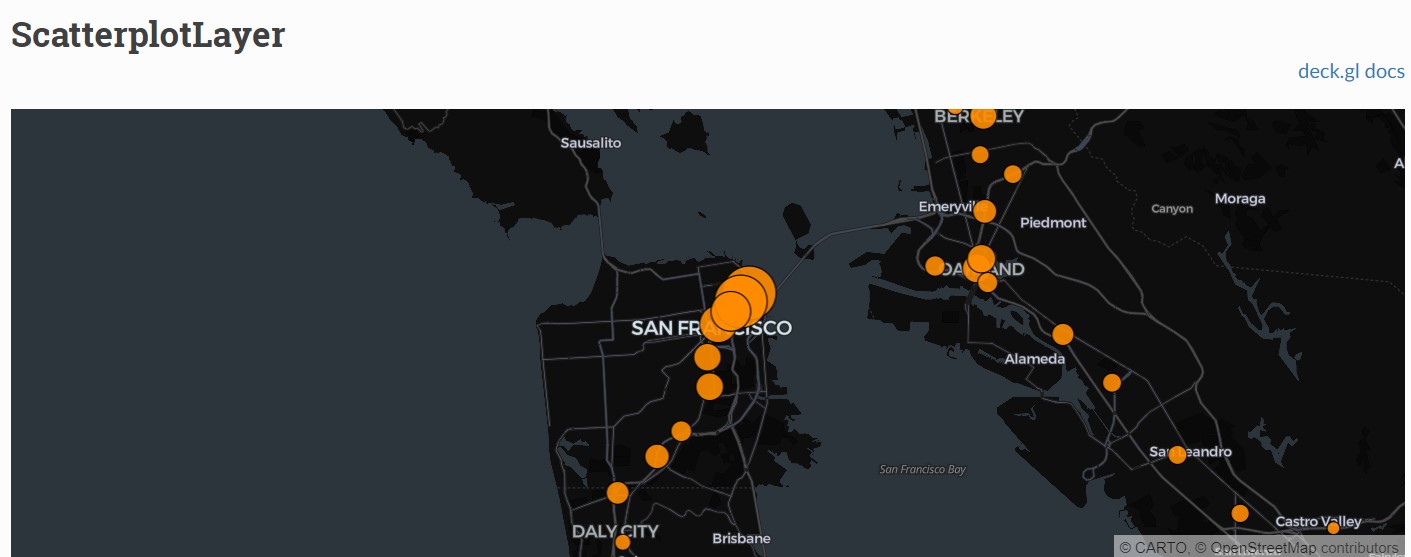 ScatterplotLayer
deck.gl docs
BERKELEY
Sausalito
A
Moraga
Emeryville
Canyon
Piedmont
OAKLAND
SAN FRANCISCO
Alameda
San Leandro
San Francisco Bay
Castro Valley
DALY CITY
Brisbane
© CARTO, © OpenStreetMap contributors